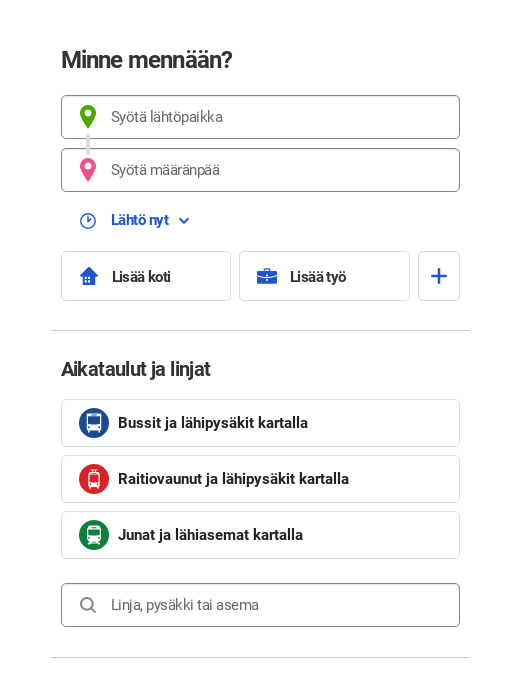 Minne mennään?
Syötä lähtöpaikka
Syötä määränpää
Lähtö nyt
Lisää koti
Lisää työ
Aikataulut ja linjat
Bussit ja lähipysäkit kartalla
Raitiovaunut ja lähipysäkit kartalla
Junat ja lähiasemat kartalla
Linja, pysäkki tai asema